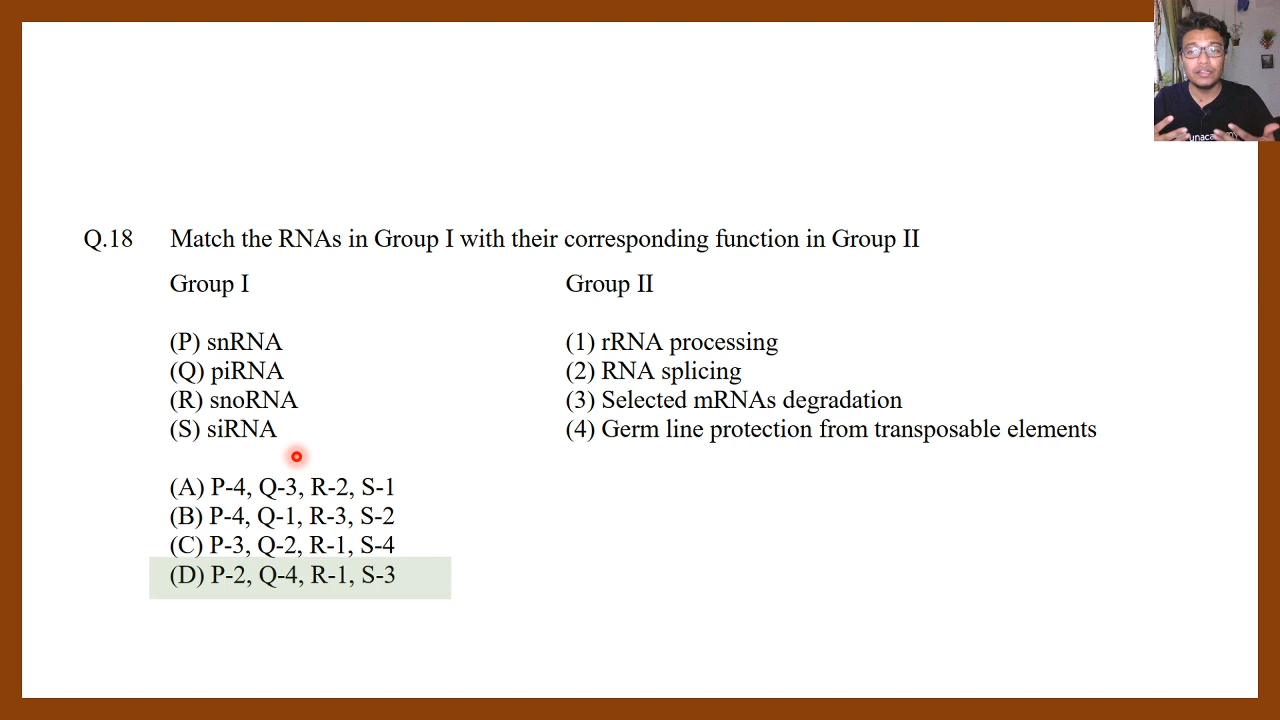 Q.18 Match the RNAs in Group I with their corresponding function in Group II
Group I Group II
(P) snRNA (1) rRNA processing
(Q) piRNA (2) RNA splicing
(R) snoRNA (3) Selected mRNAs degradation
(S) siRNA (4) Germ line protection from transposable elements
(A) P-4, Q-3, R-2, S-1
(B) P-4, Q-1, R-3, S-2
(C) P-3, Q-2, R-1, S-4
(D) P-2, Q-4, R-1, S-3